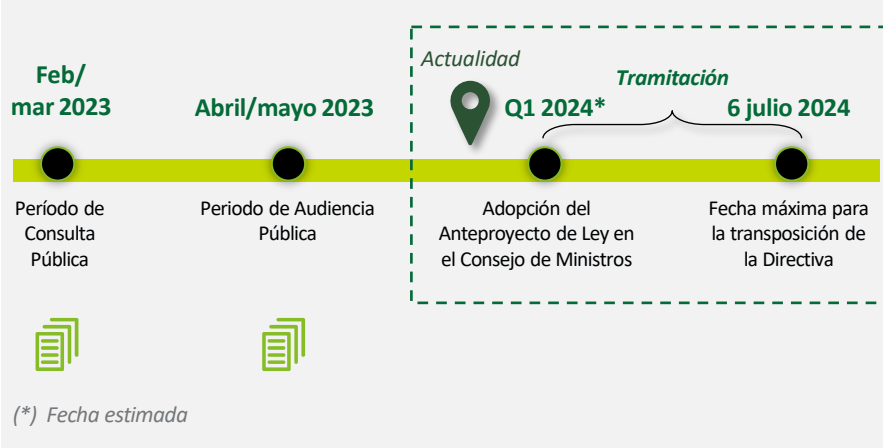 Actualidad
Tramitación
Feb/
mar 2023
Abril/mayo 2023
Q1 2024*
6 julio 2024
Período de
Consulta
Pública
Periodo de Audiencia
Pública
Adopción del
Anteproyecto de Ley en
el Consejo de Ministros
Fecha máxima para
la transposición de
la Directiva
(*) Fecha estimada